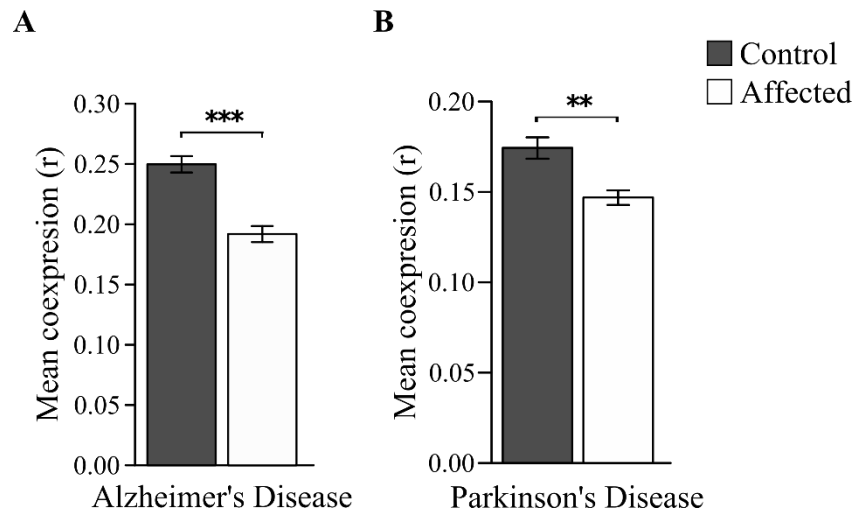 A
B
Control
Affected
***
**
Mean coexpresion (r)
0.30
0.25
0.20
0.15
0.10
0.05
0.00
Alzheimer's Disease
Mean coexpresion (r)
0.20
0.15
0.10
0.05
0.00
Parkinson's Disease